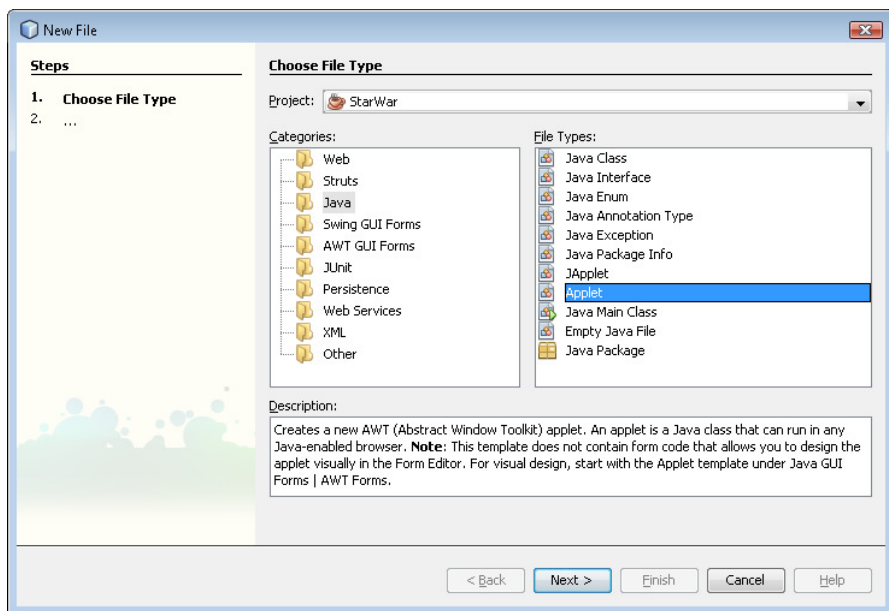 New File
Steps
1. Choose File Type
2. ...
Choose File Type
Project: StarWar
Categories:
Web
Struts
Java
Swing GUI Forms
AWT GUI Forms
JUnit
Persistence
Web Services
XML
Other
File Types:
Java Class
Java Interface
Java Enum
Java Annotation Type
Java Exception
Java Package Info
JApplet
Applet
Java Main Class
Empty Java File
Java Package
Description:
Creates a new AWT (Abstract Window Toolkit) applet. An applet is a Java class that can run in any
Java-enabled browser. Note: This template does not contain form code that allows you to design the
applet visually in the Form Editor. For visual design, start with the Applet template under Java GUI
Forms | AWT Forms.
< Back Next > Finish Cancel Help